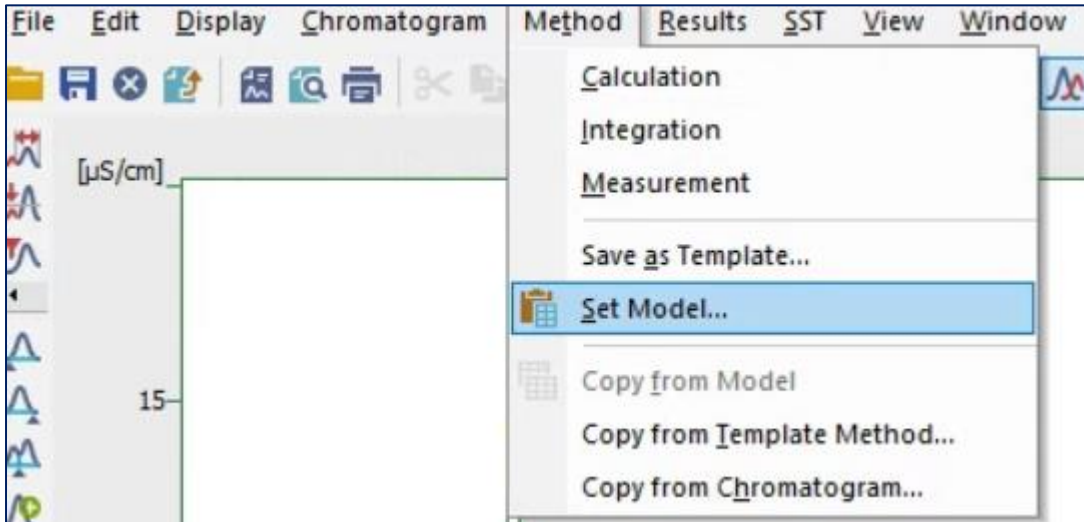 File Edit Display Chromatogram Method Results SST View Window
Calculation
Integration
[µS/cm]
Measurement
Save as Template...
Set Model...
Copy from Model
15
Copy from Template Method...
Copy from Chromatogram...